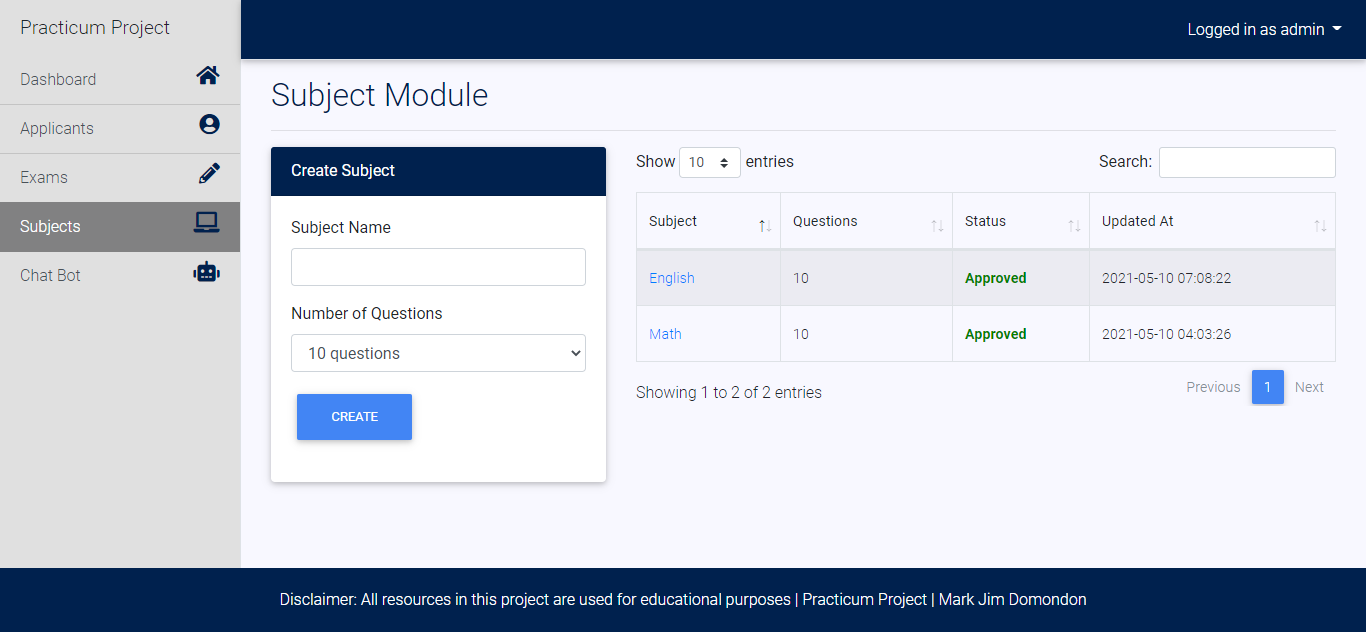 Practicum Project
Logged in as admin
Dashboard
Applicants
Exams
Subjects
Chat Bot
Subject Module
Create Subject
Subject Name
Number of Questions
10 questions
CREATE
Show 10 entries
Search:
Subject Questions Status Updated At
English 10 Approved 2021-05-10 07:08:22
Math 10 Approved 2021-05-10 04:03:26
Showing 1 to 2 of 2 entries
Previous 1 Next
Disclaimer: All resources in this project are used for educational purposes | Practicum Project | Mark Jim Domondon